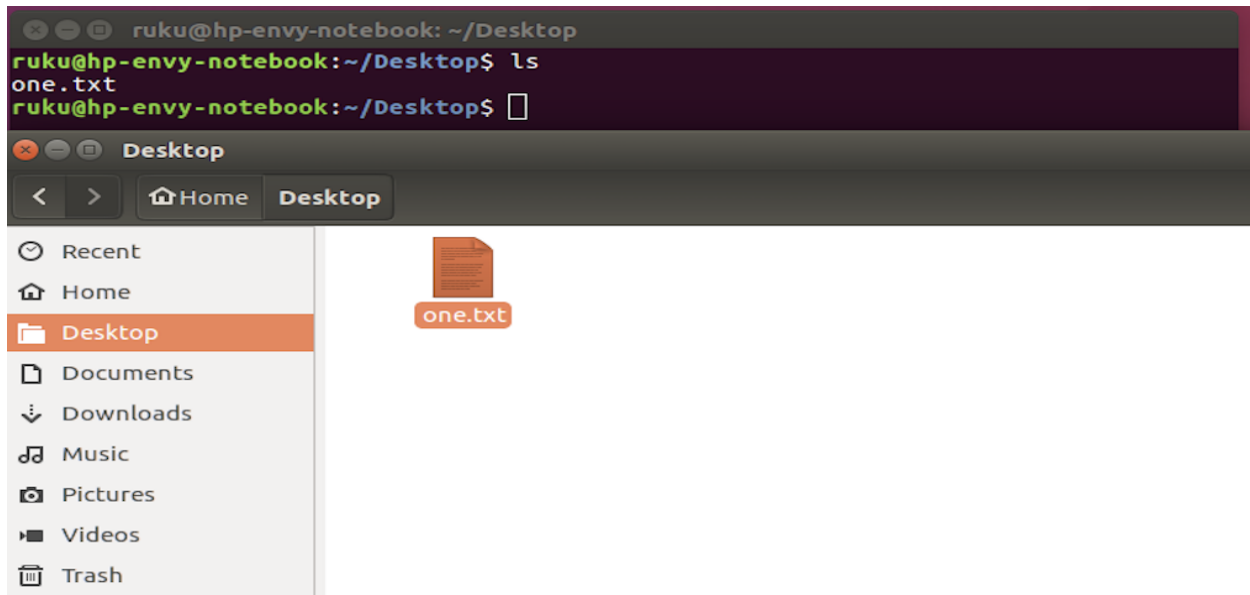 ruku@hp-envy-notebook: ~/Desktop
ruku@hp-envy-notebook:~/Desktop$ ls
one.txt
ruku@hp-envy-notebook:~/Desktop$
Desktop
Home Desktop
Recent
Home
Desktop
Documents
Downloads
Music
Pictures
Videos
Trash
one.txt